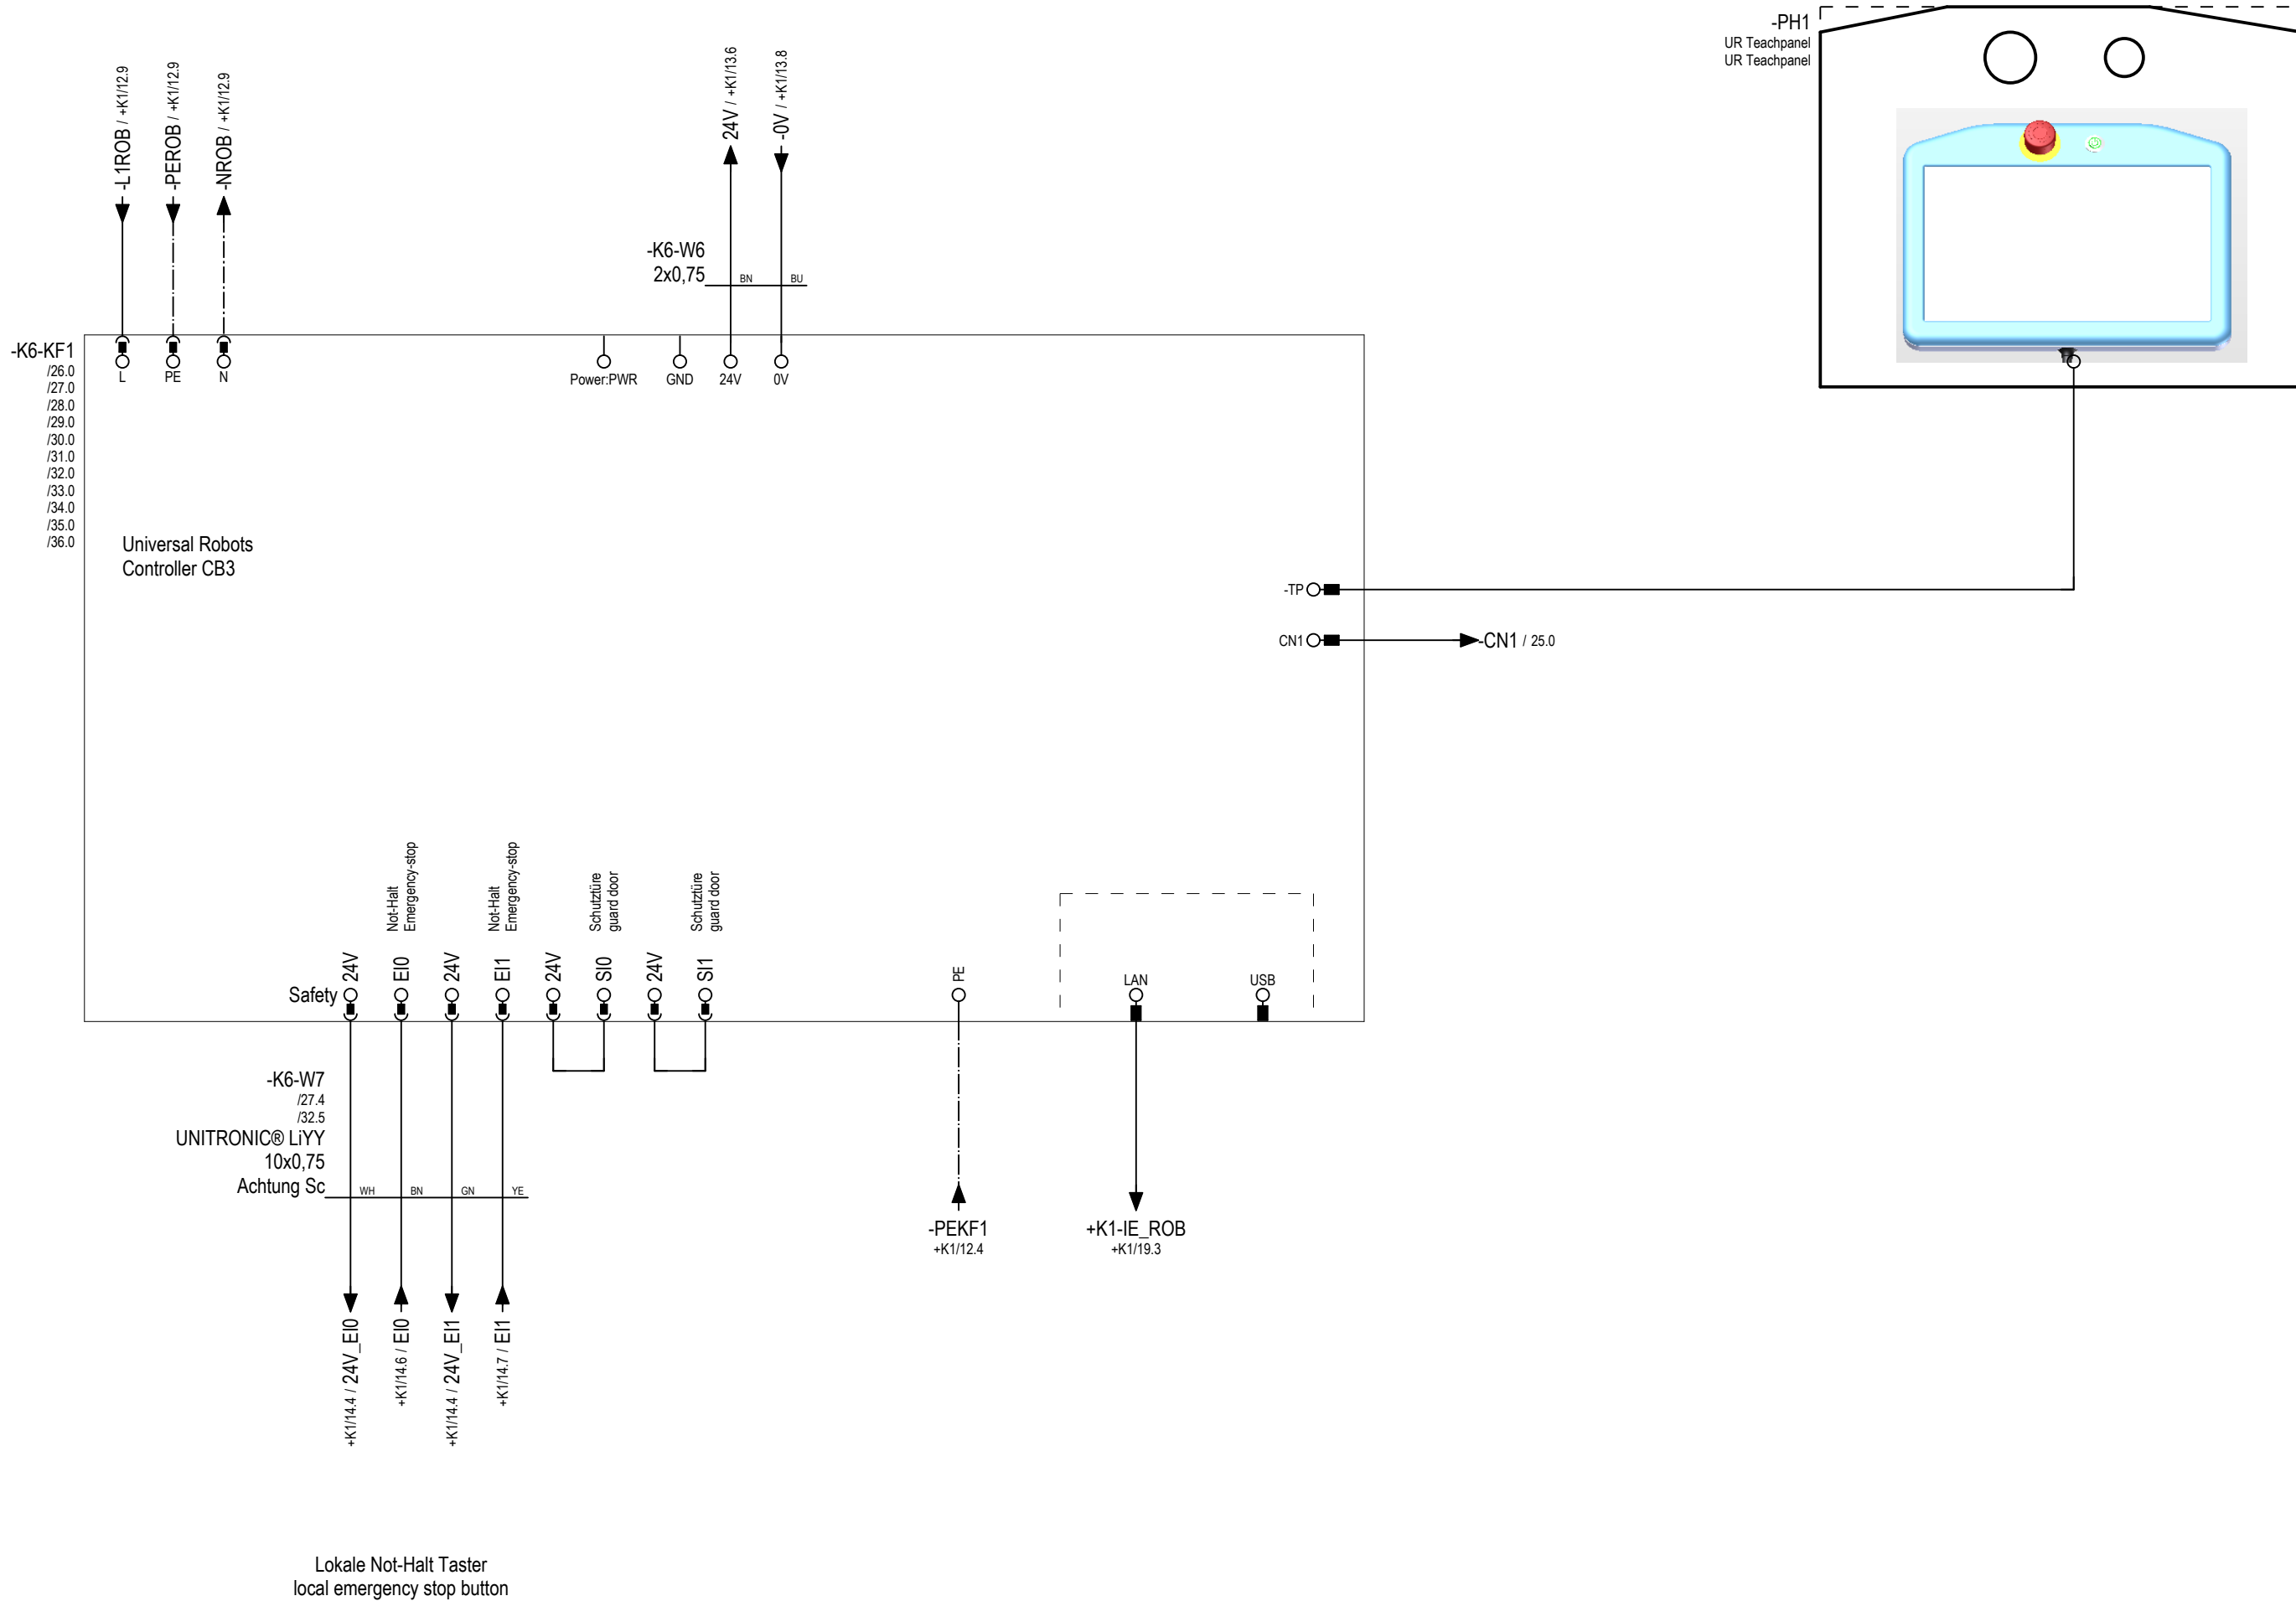 -PH1
UR Teachpanel
UR Teachpanel
-L1ROB / +K1/12.9
-PEROB / +K1/12.9
-NROB / +K1/12.9
24V / +K1/13.6
-0V / +K1/13.8
-K6-W6
2x0,75
BN
BU
-K6-KF1
/26.0
/27.0
/28.0
/29.0
/30.0
/31.0
/32.0
/33.0
/34.0
/35.0
/36.0
L
PE
N
Power:PWR
GND
24V
0V
Universal Robots
Controller CB3
-TP
CN1
-CN1 / 25.0
Not-Halt
Emergency-stop
Not-Halt
Emergency-stop
Schutztüre
guard door
Schutztüre
guard door
Safety
24V
EI0
24V
EI1
24V
SI0
24V
SI1
PE
LAN
USB
-K6-W7
/27.4
/32.5
UNITRONIC® LiYY
10x0,75
Achtung Sc
WH
BN
GN
YE
-PEKF1
+K1/12.4
+K1-IE_ROB
+K1/19.3
+K1/14.4 / 24V_EI0
+K1/14.6 / EI0
+K1/14.4 / 24V_EI1
+K1/14.7 / EI1
Lokale Not-Halt Taster
local emergency stop button